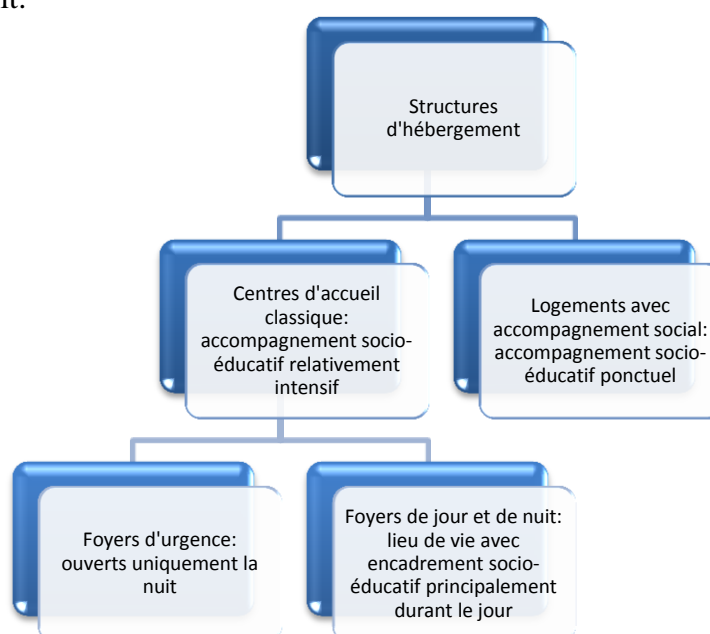 it.
Structures
d'hébergement
Centres d'accueil
classique:
accompagnement socio-
éducatif relativement
intensif
Logements avec
accompagnement social:
accompagnement socio-
éducatif ponctuel
Foyers d'urgence:
ouverts uniquement la
nuit
Foyers de jour et de nuit:
lieu de vie avec
encadrement socio-
éducatif principalement
durant le jour